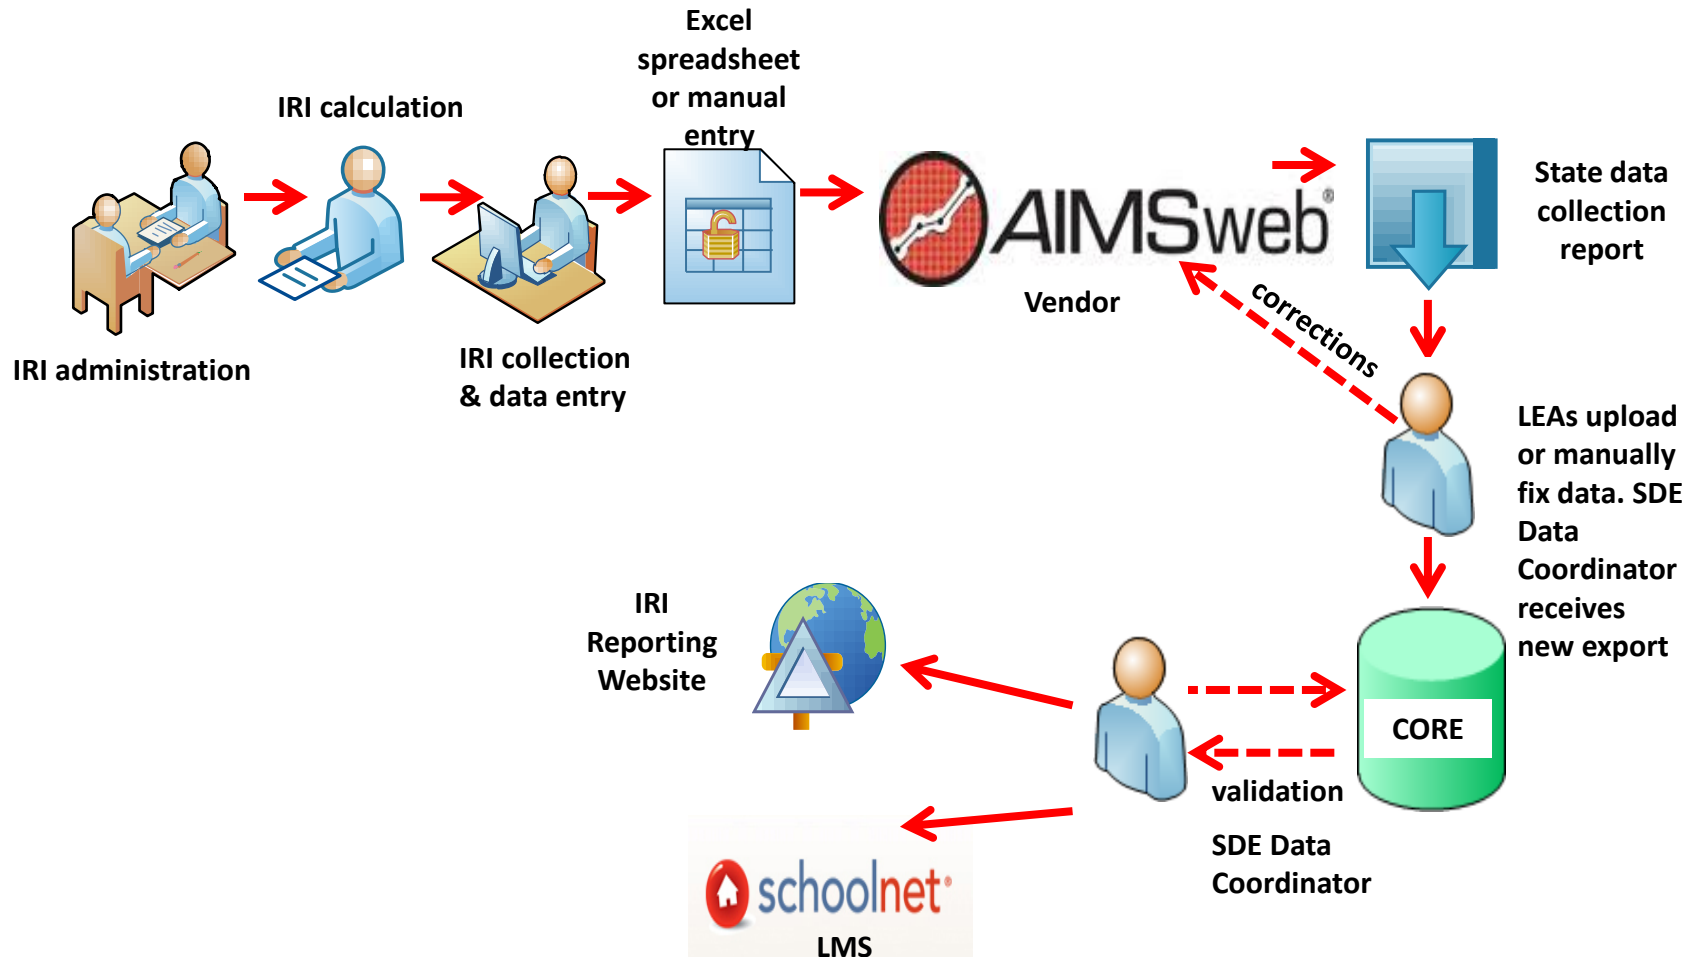 Excel
spreadsheet
or manual
entry
IRI calculation
IRI administration
IRI collection
& data entry
AIMSweb®
Vendor
State data
collection
report
corrections
LEAs upload
or manually
fix data. SDE
Data
Coordinator
receives
new export
IRI
Reporting
Website
CORE
validation
SDE Data
Coordinator
schoolnet®
LMS